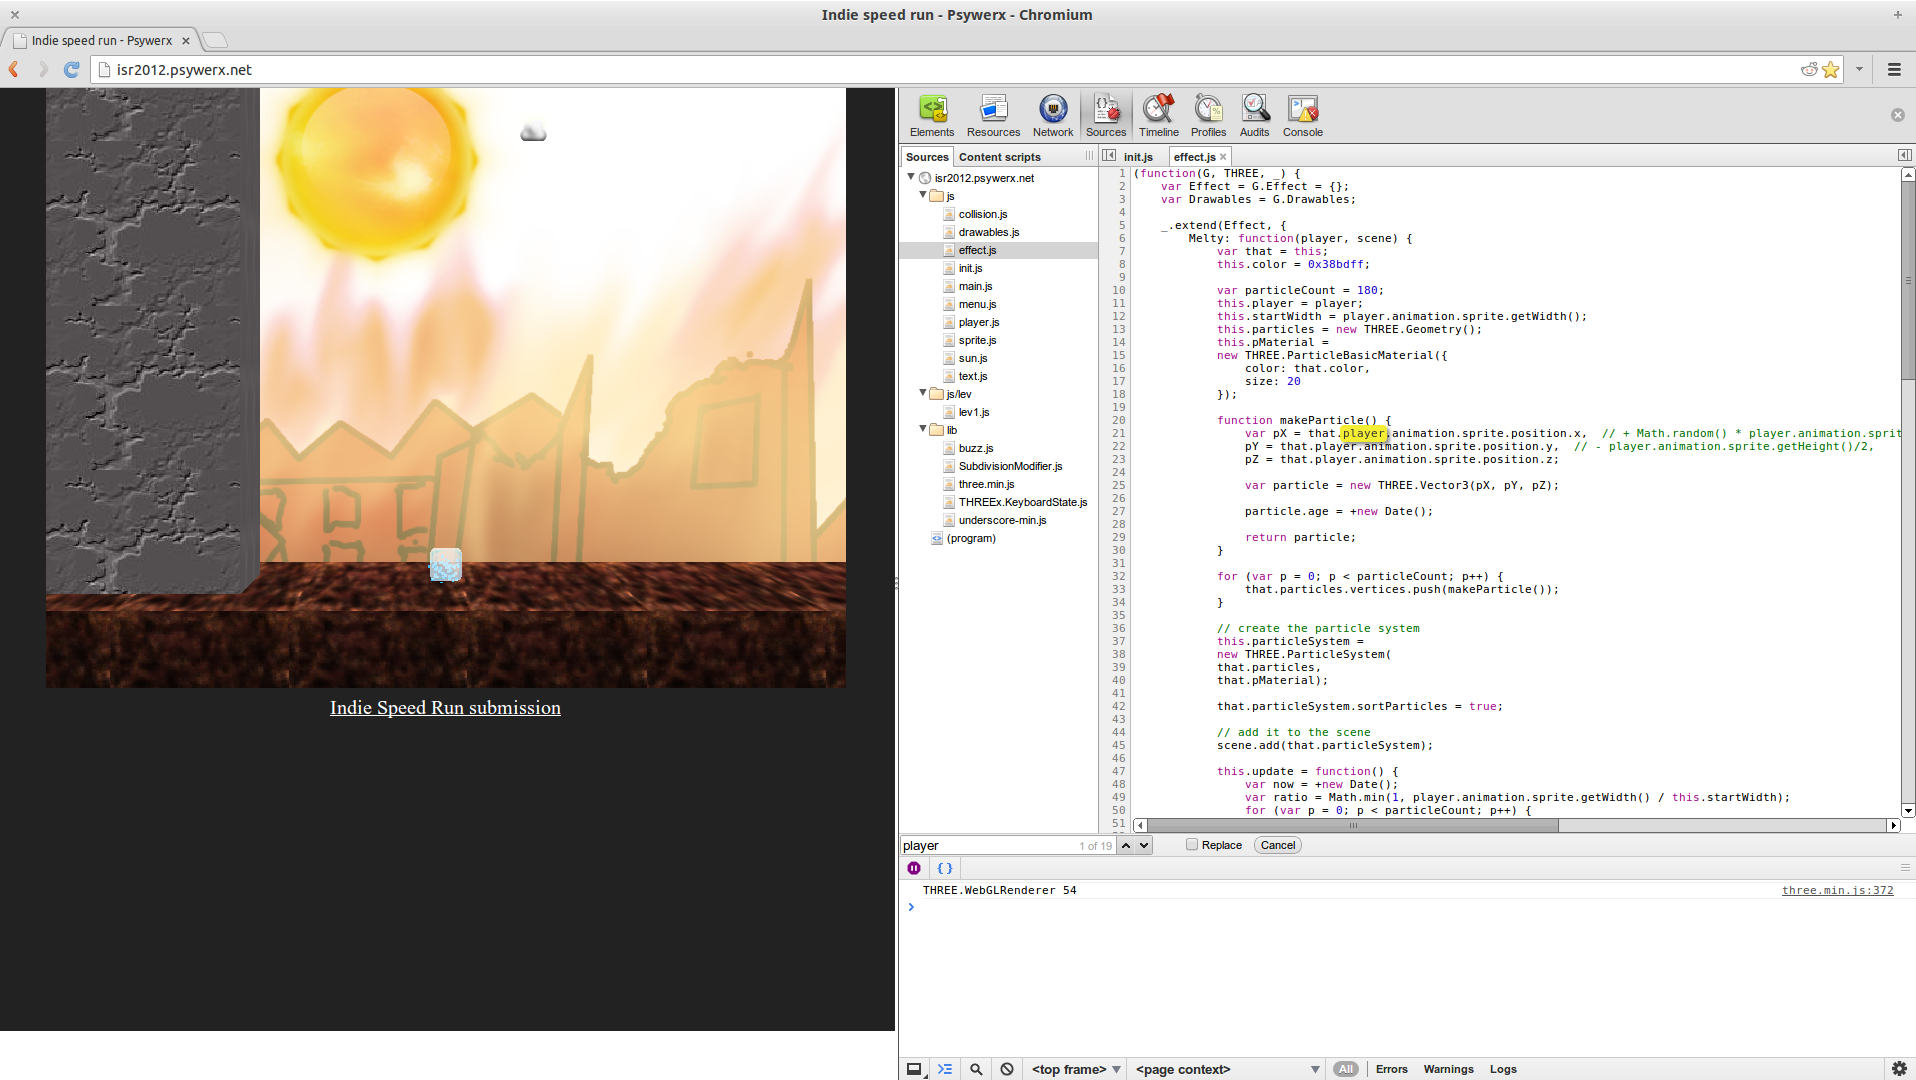 Indie speed run - Psywerx - Chromium
Indie speed run - Psywerx
isr2012.psywerx.net
Indie Speed Run submission
Elements Resources Network Sources Timeline Profiles Audits Console
Sources Content scripts
isr2012.psywerx.net
js
collision.js
drawables.js
effect.js
init.js
main.js
menu.js
player.js
sprite.js
sun.js
text.js
js/lev
lev1.js
lib
buzz.js
SubdivisionModifier.js
three.min.js
THREEx.KeyboardState.js
underscore-min.js
(program)
init.js effect.js
1 (function(G, THREE, _) {
2 var Effect = G.Effect = {};
3 var Drawables = G.Drawables;
4
5 _.extend(Effect, {
6 Melty: function(player, scene) {
7 var that = this;
8 this.color = 0x38bdff;
9
10 var particleCount = 180;
11 this.player = player;
12 this.startWidth = player.animation.sprite.getWidth();
13 this.particles = new THREE.Geometry();
14 this.pMaterial =
15 new THREE.ParticleBasicMaterial({
16 color: that.color,
17 size: 20
18 });
19
20 function makeParticle() {
21 var pX = that.player.animation.sprite.position.x, // + Math.random() * player.animation.sprit
22 pY = that.player.animation.sprite.position.y, // - player.animation.sprite.getHeight()/2,
23 pZ = that.player.animation.sprite.position.z;
24
25 var particle = new THREE.Vector3(pX, pY, pZ);
26
27 particle.age = +new Date();
28
29 return particle;
30 }
31
32 for (var p = 0; p < particleCount; p++) {
33 that.particles.vertices.push(makeParticle());
34 }
35
36 // create the particle system
37 this.particleSystem =
38 new THREE.ParticleSystem(
39 that.particles,
40 that.pMaterial);
41
42 that.particleSystem.sortParticles = true;
43
44 // add it to the scene
45 scene.add(that.particleSystem);
46
47 this.update = function() {
48 var now = +new Date();
49 var ratio = Math.min(1, player.animation.sprite.getWidth() / this.startWidth);
50 for (var p = 0; p < particleCount; p++) {
51
player 1 of 19 Replace Cancel
{ }
THREE.WebGLRenderer 54 three.min.js:372
>
<top frame> <page context> All Errors Warnings Logs